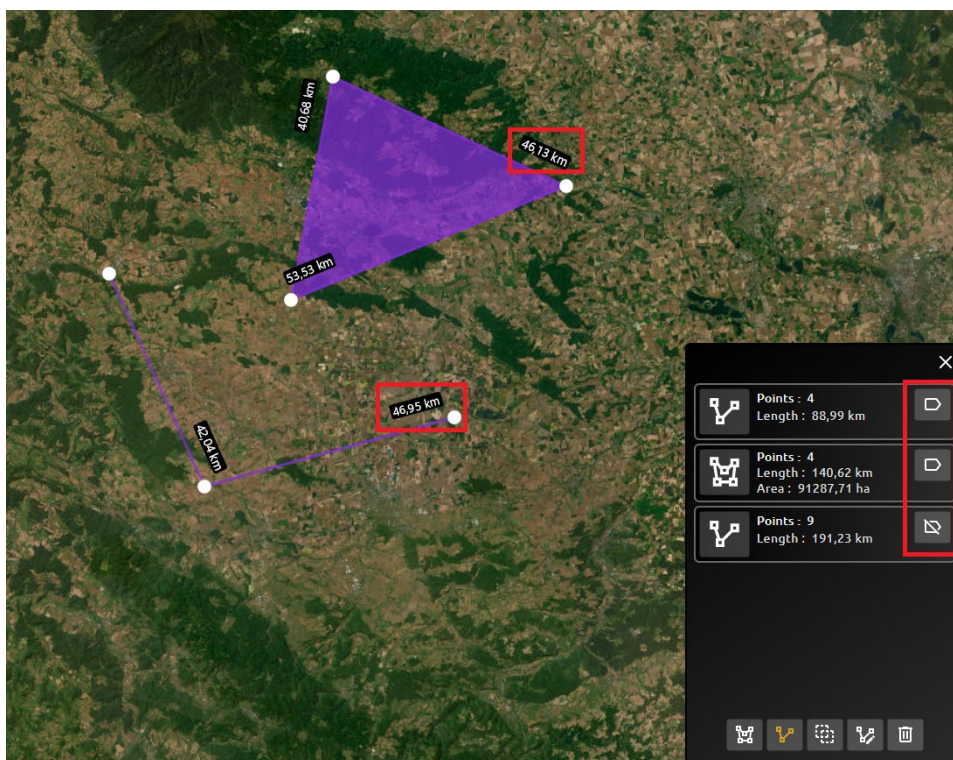 40,68 km
46,13 km
53,53 km
46,95 km
42,04 km
Points : 4
Length : 88,99 km
Points : 4
Length : 140,62 km
Area : 91287,71 ha
Points : 9
Length : 191,23 km